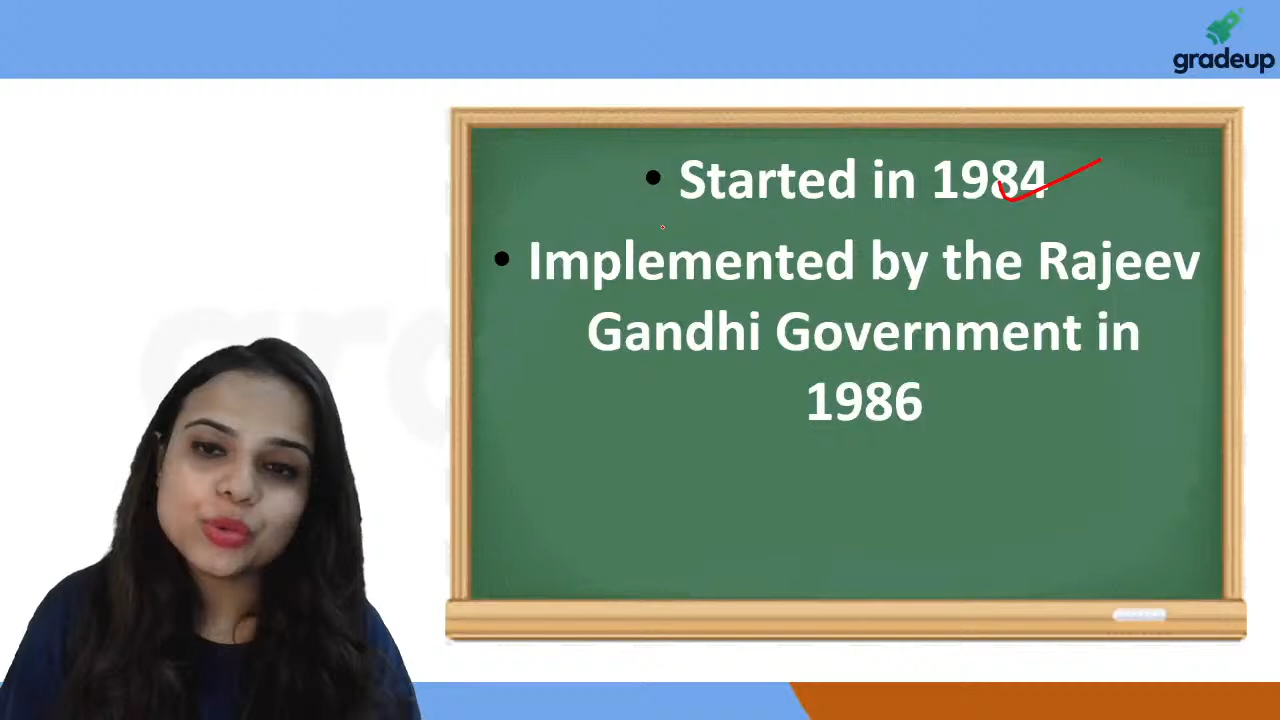 gradeup
• Started in 1984
• Implemented by the Rajeev
Gandhi Government in
1986